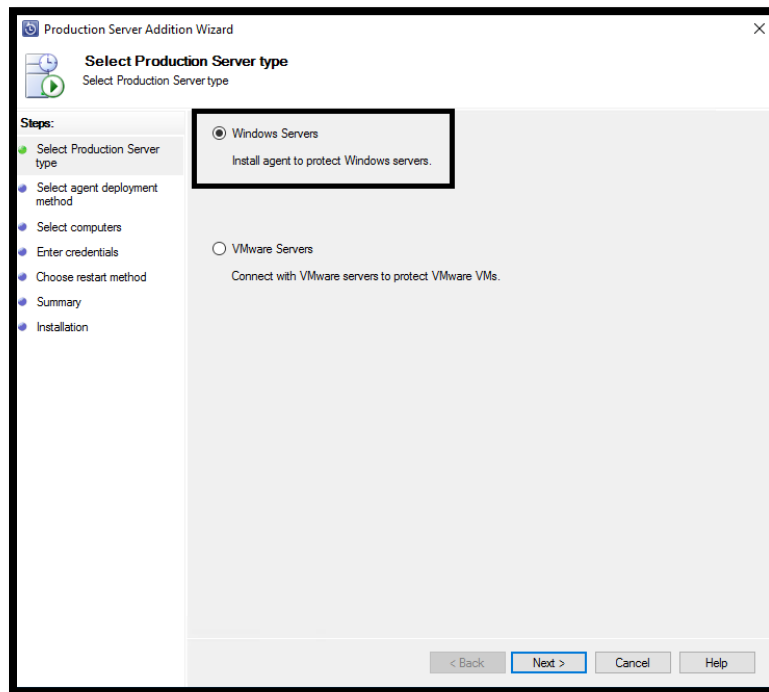 Production Server Addition Wizard
Select Production Server type
Select Production Server type
Steps:
Select Production Server
type
Select agent deployment
method
Select computers
Enter credentials
Choose restart method
Summary
Installation
Windows Servers
Install agent to protect Windows servers.
VMware Servers
Connect with VMware servers to protect VMware VMs.
< Back
Next >
Cancel
Help